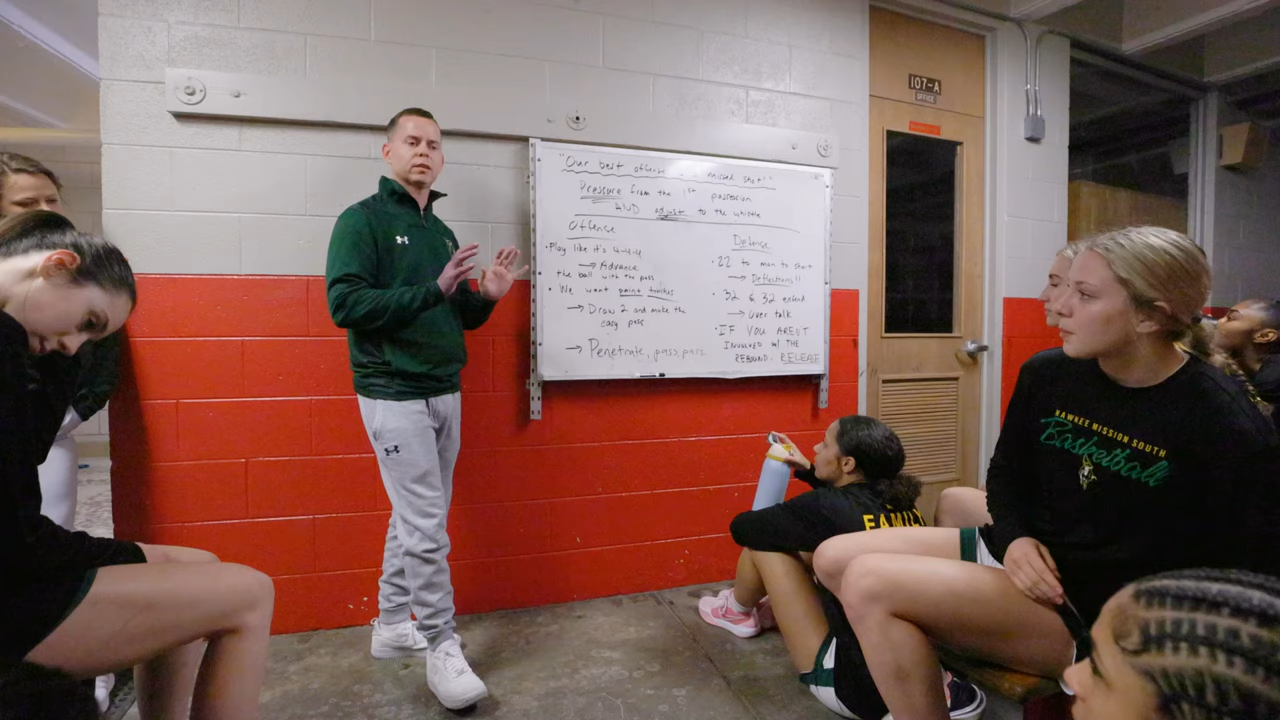 107-A
OFFICE
"Our best offense missed shot!"
Pressure from the 1st possession
AND adjust to the whistle
Offense
• Play like it's
→ Advance
the ball with the pass
• We want paint touches
→ Draw 2 and make the
easy pass
→ Penetrate, pass, pass
Defense
• 22 to man to start
→ Deflections!!
• 32 & 32 extend
→ Over talk
• IF YOU AREN'T
INVOLVED w/ THE
REBOUND: RELEASE
FAMILY
HAWNEE MISSION SOUTH
Basketball